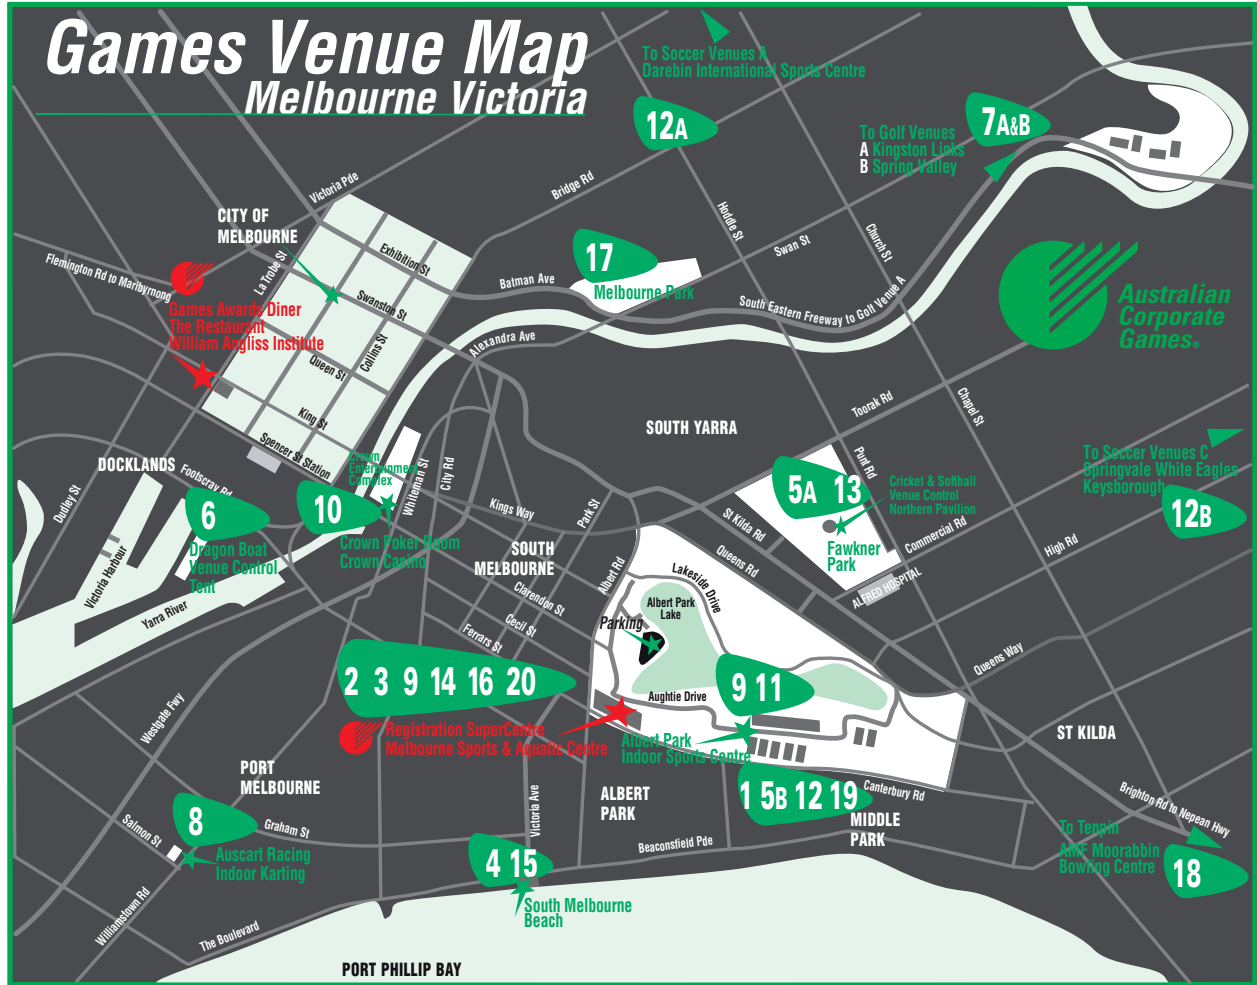 Games Venue Map
Melbourne Victoria
To Soccer Venues A
Darebin International Sports Centre
12A
7A&B
To Golf Venues
A Kingston Links
B Spring Valley
Victoria Pde
Bridge Rd
CITY OF
MELBOURNE
Hoddle St
Church St
Swan St
Exhibition St
La Trobe St
Flemington Rd to Maribyrnong
17
Melbourne Park
Batman Ave
South Eastern Freeway to Golf Venue A
Swanston St
Australian
Corporate
Games®
Games Awards Diner
The Restaurant
William Angliss Institute
Alexandra Ave
Collins St
Queen St
King St
Spencer St Station
Toorak Rd
Chapel St
SOUTH YARRA
DOCKLANDS
Footscray Rd
Dudley St
Crown
Entertainment
Complex
Whiteman St
City Rd
Punt Rd
To Soccer Venues C
Springvale White Eagles
Keysborough
12B
5A 13
Cricket & Softball
Venue Control
Northern Pavilion
6
10
Kings Way
Park St
St Kilda Rd
Commercial Rd
High Rd
Dragon Boat
Venue Control
Tent
Crown Poker Room
Crown Casino
SOUTH
MELBOURNE
Queens Rd
Fawkner
Park
ALFRED HOSPITAL
Victoria Harbour
Yarra River
Albert Rd
Lakeside Drive
Clarendon St
Cecil St
Ferrars St
Albert Park
Lake
Parking
Queens Way
2 3 9 14 16 20
9 11
Aughtie Drive
Westgate Fwy
Registration SuperCentre
Melbourne Sports & Aquatic Centre
Albert Park
Indoor Sports Centre
ST KILDA
PORT
MELBOURNE
ALBERT
PARK
1 5B 12 19
Canterbury Rd
MIDDLE
PARK
Brighton Rd to Nepean Hwy
8
Salmon St
Graham St
Victoria Ave
Beaconsfield Pde
Auscart Racing
Indoor Karting
4 15
To Tenpin
AMF Moorabbin
Bowling Centre
18
Williamstown Rd
The Boulevard
South Melbourne
Beach
PORT PHILLIP BAY